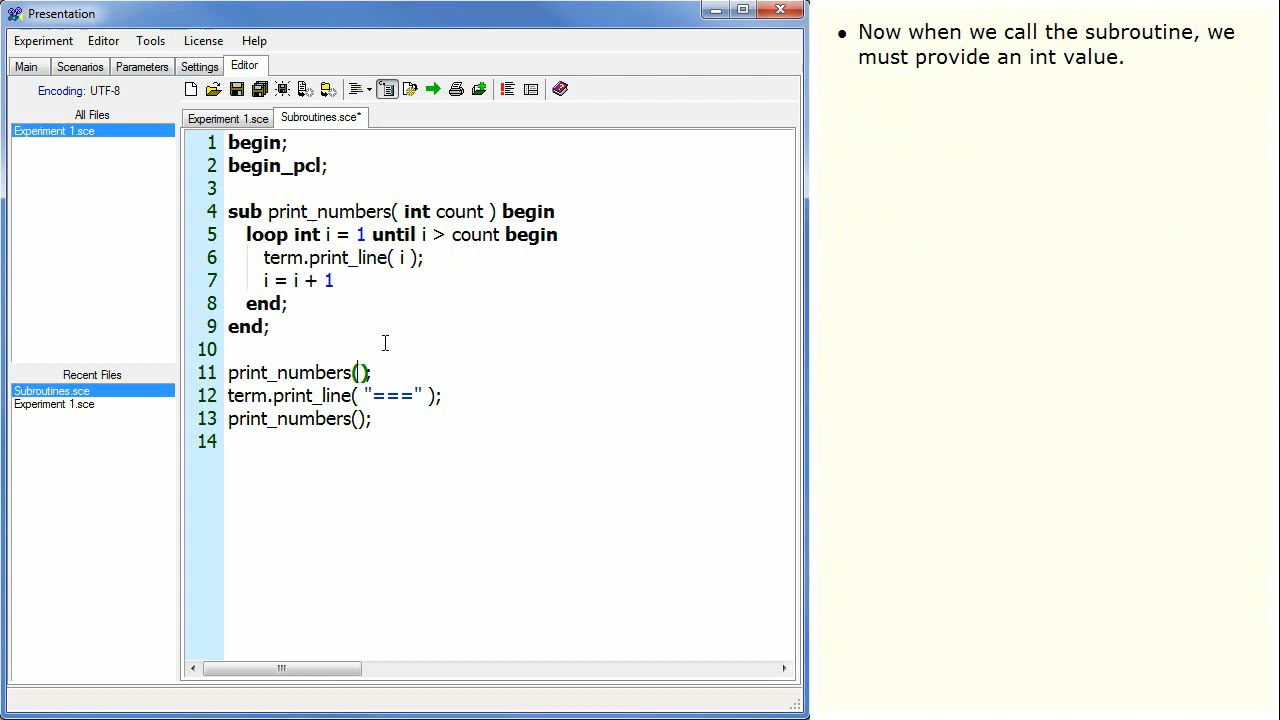 Presentation
Experiment Editor Tools License Help
Main Scenarios Parameters Settings Editor
Encoding: UTF-8
All Files
Experiment 1.sce
Recent Files
Subroutines.sce
Experiment 1.sce
Experiment 1.sce Subroutines.sce*
1 begin;
2 begin_pcl;
3
4 sub print_numbers( int count ) begin
5 loop int i = 1 until i > count begin
6 term.print_line( i );
7 i = i + 1
8 end;
9 end;
10
11 print_numbers();
12 term.print_line( "===" );
13 print_numbers();
14
• Now when we call the subroutine, we
must provide an int value.